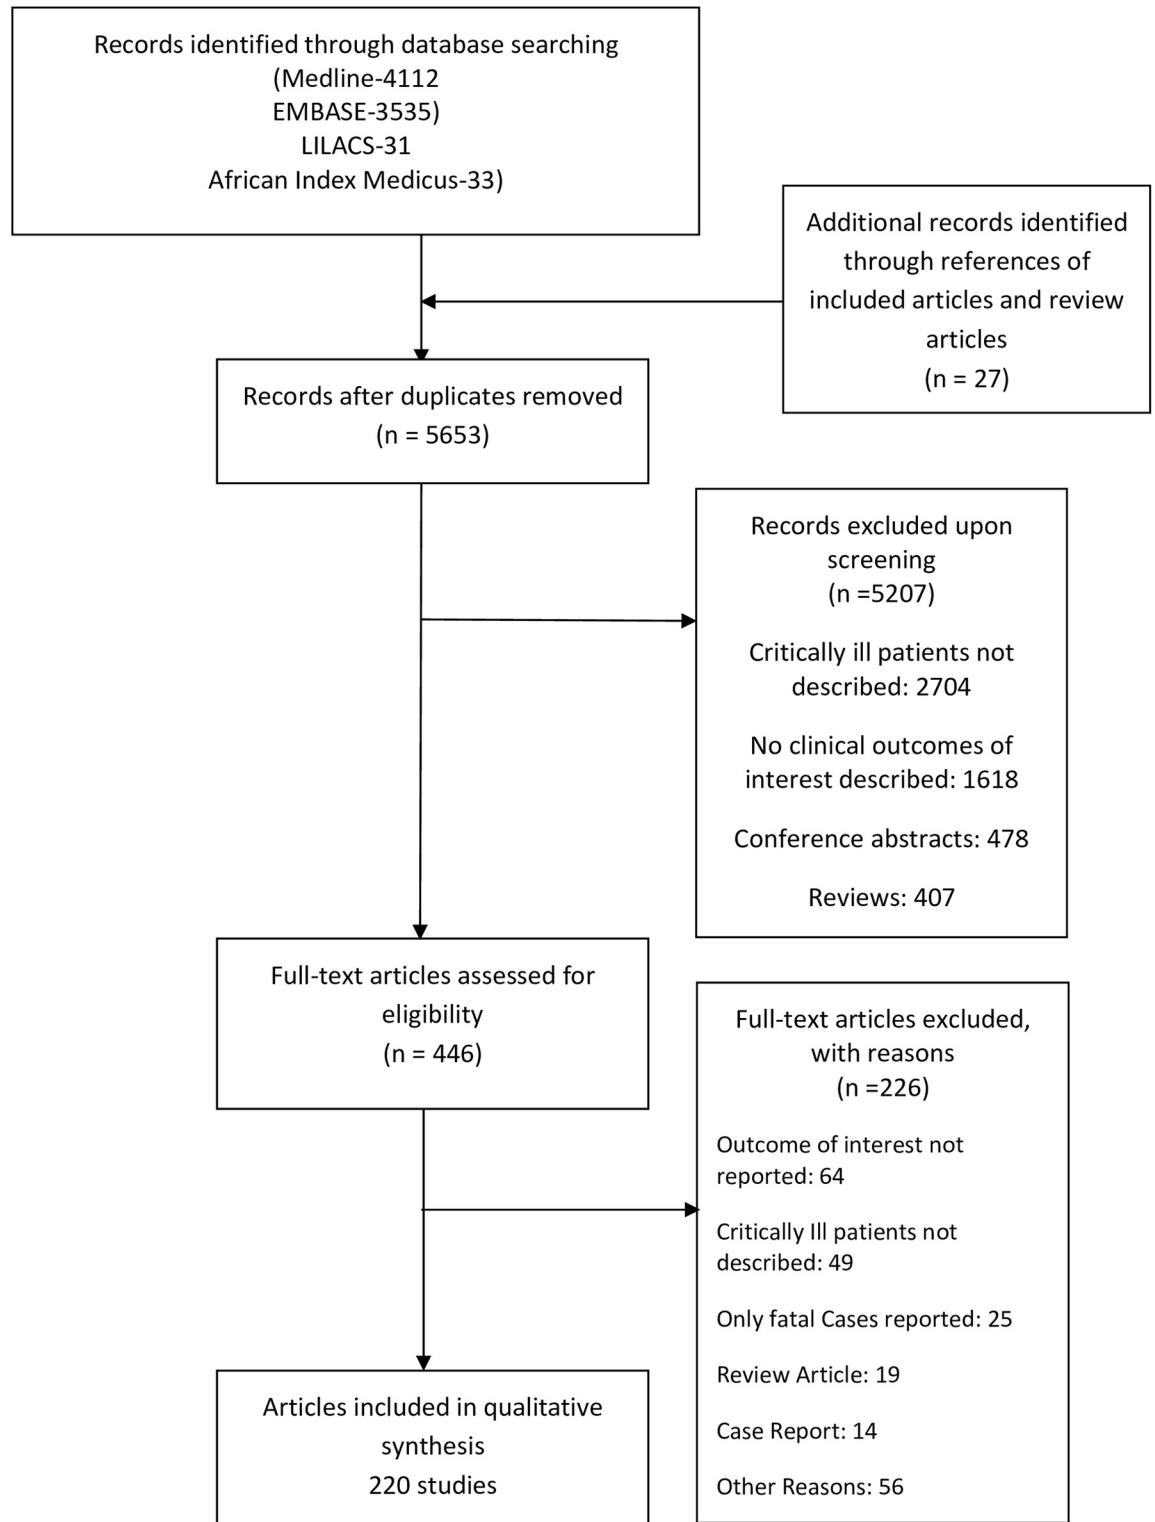 Records identified through database searching
(Medline-4112
EMBASE-3535)
LILACS-31
African Index Medicus-33)
Additional records identified
through references of
included articles and review
articles
(n = 27)
Records after duplicates removed
(n = 5653)
Records excluded upon
screening
(n =5207)
Critically ill patients not
described: 2704
No clinical outcomes of
interest described: 1618
Conference abstracts: 478
Reviews: 407
Full-text articles assessed for
eligibility
(n = 446)
Full-text articles excluded,
with reasons
(n =226)
Outcome of interest not
reported: 64
Critically Ill patients not
described: 49
Only fatal Cases reported: 25
Review Article: 19
Case Report: 14
Other Reasons: 56
Articles included in qualitative
synthesis
220 studies